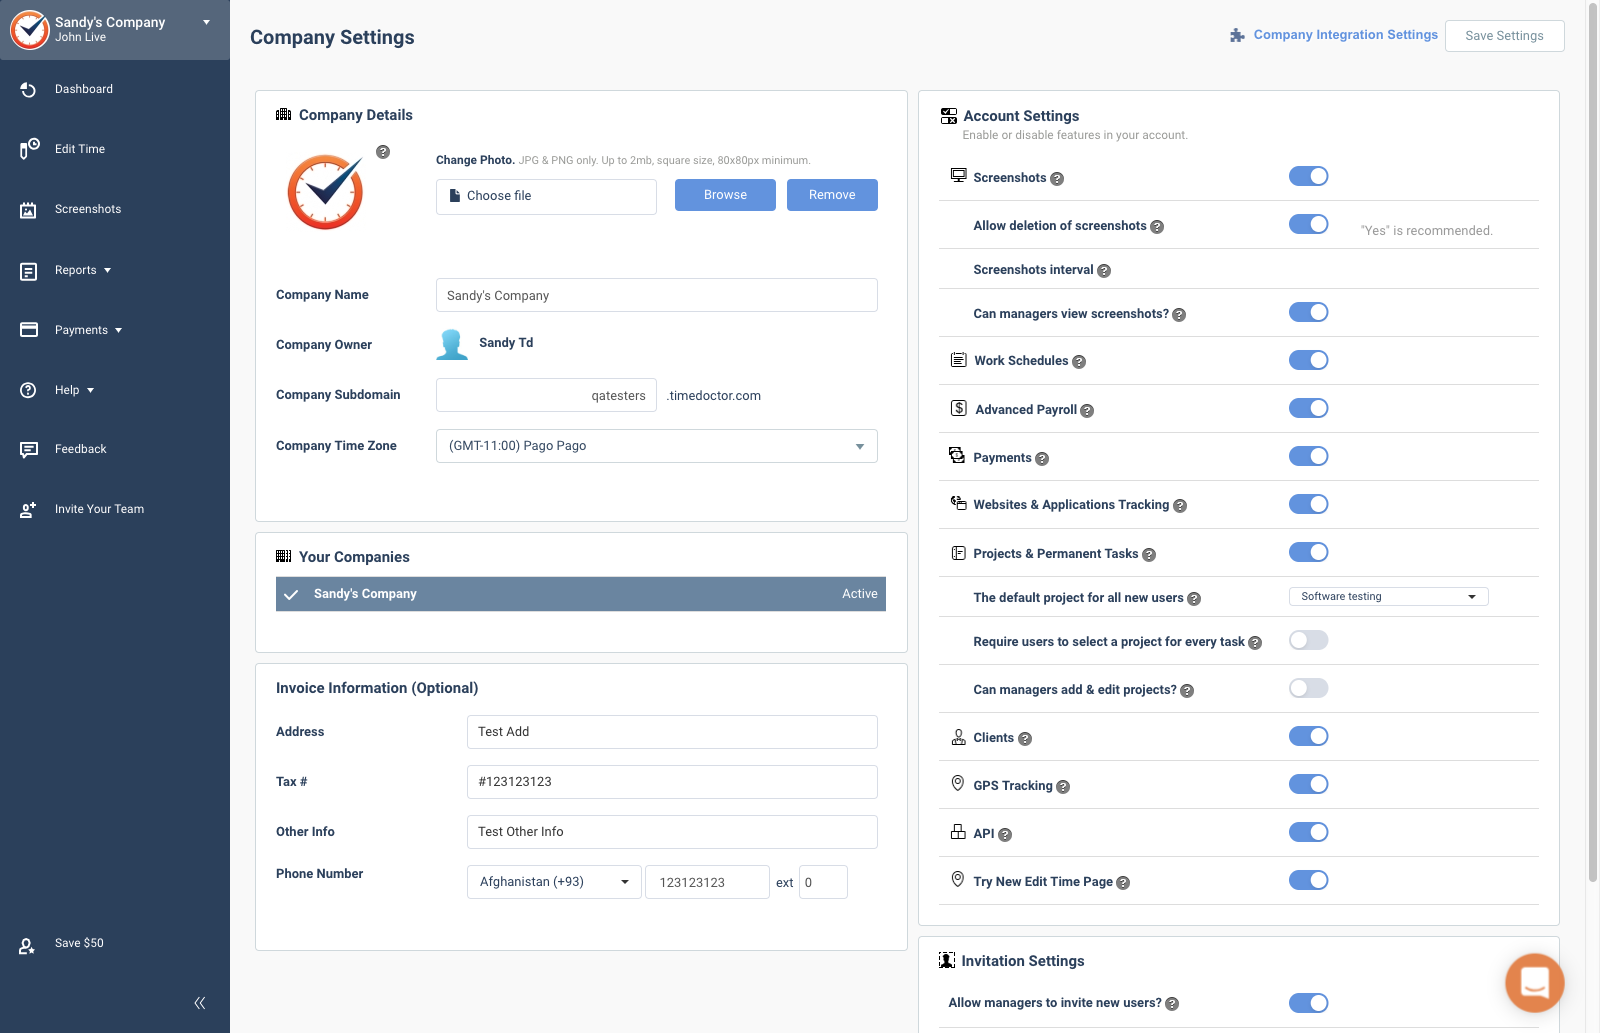 Sandy's Company
John Live
Dashboard
Edit Time
Screenshots
Reports
Payments
Help
Feedback
Invite Your Team
Save $50
Company Settings
Company Integration Settings
Save Settings
Company Details
Change Photo. JPG & PNG only. Up to 2mb, square size, 80x80px minimum.
Choose file
Browse
Remove
Company Name
Sandy's Company
Company Owner
Sandy Td
Company Subdomain
qatesters
.timedoctor.com
Company Time Zone
(GMT-11:00) Pago Pago
Your Companies
Sandy's Company
Active
Invoice Information (Optional)
Address
Test Add
Tax #
#123123123
Other Info
Test Other Info
Phone Number
Afghanistan (+93)
123123123
ext
0
Account Settings
Enable or disable features in your account.
Screenshots ?
Allow deletion of screenshots ?
"Yes" is recommended.
Screenshots interval ?
Can managers view screenshots? ?
Work Schedules ?
Advanced Payroll ?
Payments ?
Websites & Applications Tracking ?
Projects & Permanent Tasks ?
The default project for all new users ?
Software testing
Require users to select a project for every task ?
Can managers add & edit projects? ?
Clients ?
GPS Tracking ?
API ?
Try New Edit Time Page ?
Invitation Settings
Allow managers to invite new users? ?